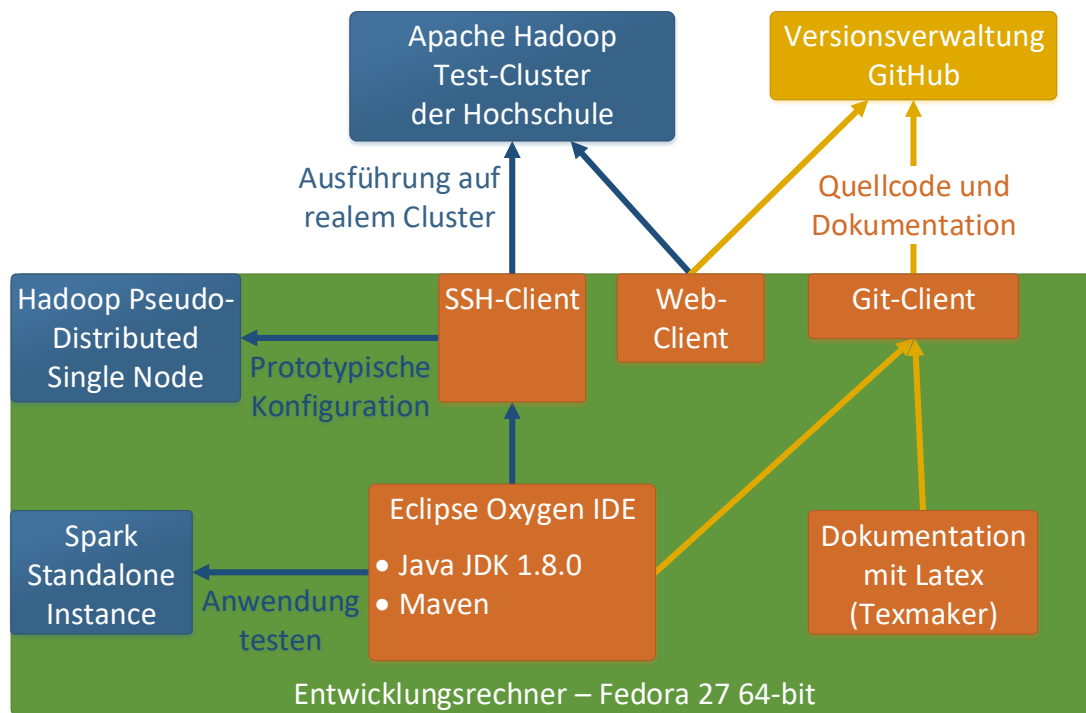 Apache Hadoop
Test-Cluster
der Hochschule
Versionsverwaltung
GitHub
Ausführung auf
realem Cluster
Quellcode und
Dokumentation
Hadoop Pseudo-
Distributed
Single Node
SSH-Client
Web-
Client
Git-Client
Prototypische
Konfiguration
Spark
Standalone
Instance
Anwendung
testen
Eclipse Oxygen IDE
• Java JDK 1.8.0
• Maven
Dokumentation
mit Latex
(Texmaker)
Entwicklungsrechner – Fedora 27 64-bit